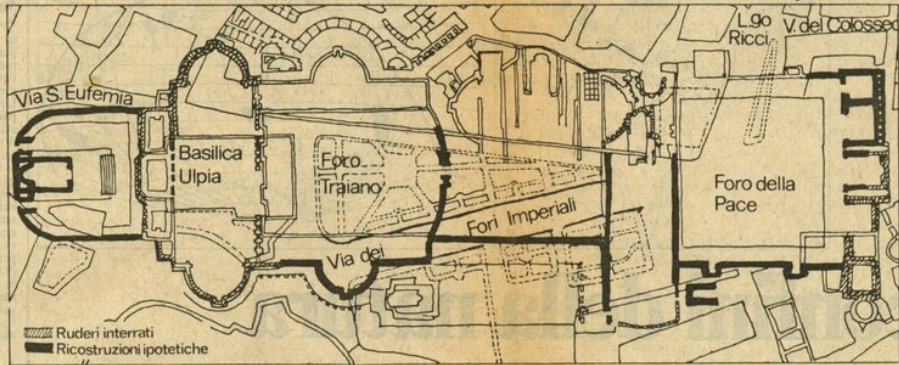 L.go
Ricci
V. del Colosseo
Via S. Eufemia
Basilica
Ulpia
Foro
Traiano
Foro della
Pace
Fori Imperiali
Via dei
Ruderi interrati
Ricostruzioni ipotetiche